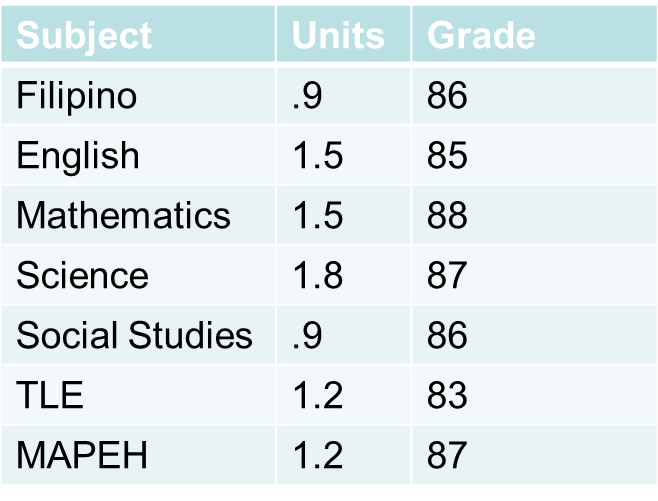 Subject Units Grade
Filipino .9 86
English 1.5 85
Mathematics 1.5 88
Science 1.8 87
Social Studies .9 86
TLE 1.2 83
MAPEH 1.2 87